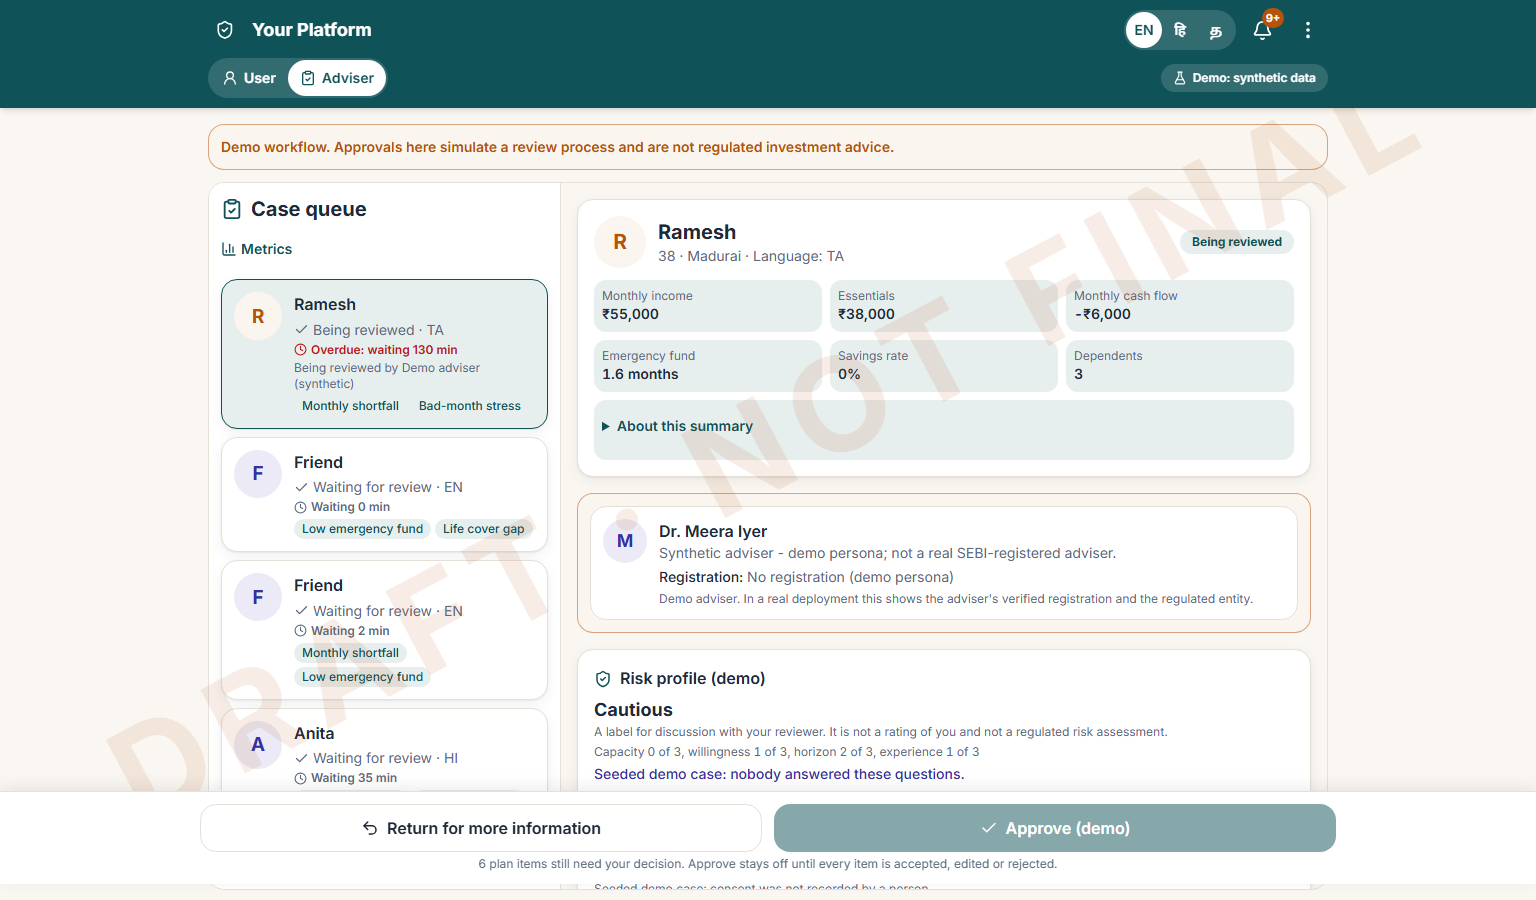 Your Platform
EN
हि
த
9+
User
Adviser
Demo: synthetic data
Demo workflow. Approvals here simulate a review process and are not regulated investment advice.
Case queue
Metrics
R
Ramesh
Being reviewed · TA
Overdue: waiting 130 min
Being reviewed by Demo adviser
(synthetic)
Monthly shortfall
Bad-month stress
F
Friend
Waiting for review · EN
Waiting 0 min
Low emergency fund
Life cover gap
F
Friend
Waiting for review · EN
Waiting 2 min
Monthly shortfall
Low emergency fund
A
Anita
Waiting for review · HI
Waiting 35 min
R
Ramesh
38 · Madurai · Language: TA
Being reviewed
Monthly income
₹55,000
Essentials
₹38,000
Monthly cash flow
-₹6,000
Emergency fund
1.6 months
Savings rate
0%
Dependents
3
About this summary
M
Dr. Meera Iyer
Synthetic adviser - demo persona; not a real SEBI-registered adviser.
Registration: No registration (demo persona)
Demo adviser. In a real deployment this shows the adviser's verified registration and the regulated entity.
Risk profile (demo)
Cautious
A label for discussion with your reviewer. It is not a rating of you and not a regulated risk assessment.
Capacity 0 of 3, willingness 1 of 3, horizon 2 of 3, experience 1 of 3
Seeded demo case: nobody answered these questions.
Return for more information
Approve (demo)
6 plan items still need your decision. Approve stays off until every item is accepted, edited or rejected.
Seeded demo case: consent was not recorded by a person
DRAFT · NOT FINAL